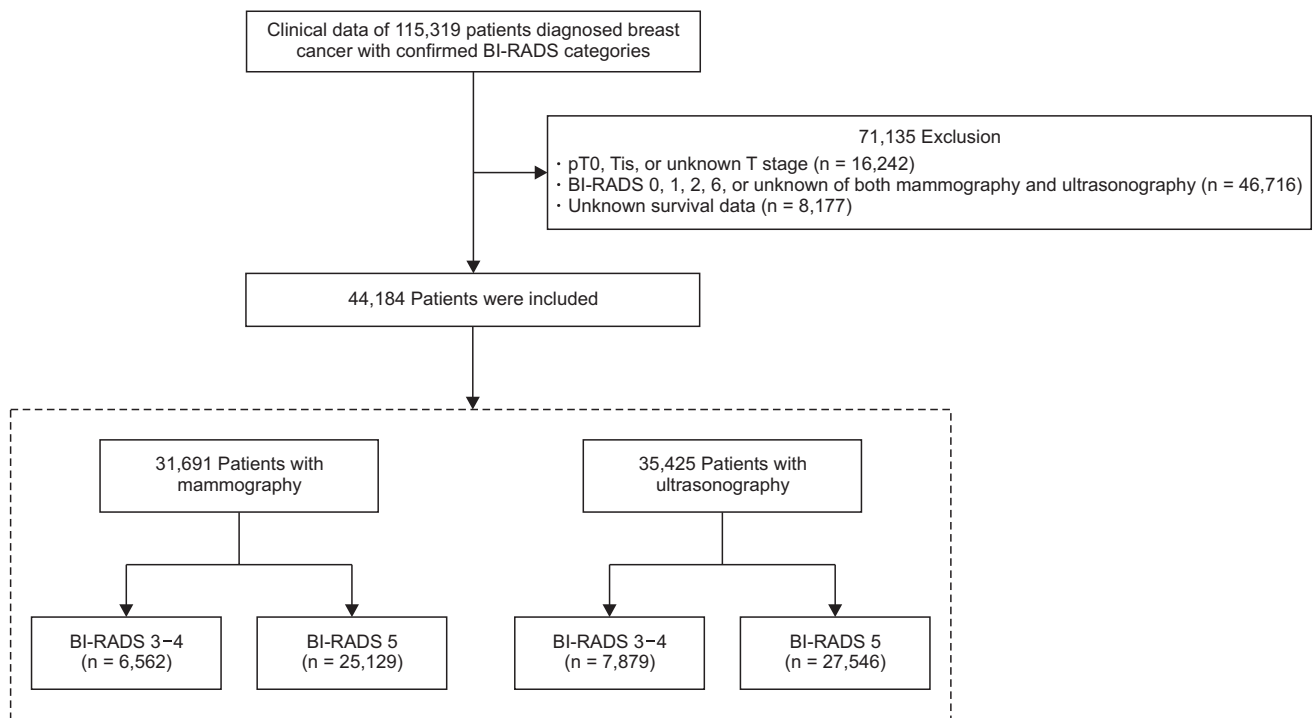 Clinical data of 115,319 patients diagnosed breast
cancer with confirmed BI-RADS categories
71,135 Exclusion
· pT0, Tis, or unknown T stage (n = 16,242)
· BI-RADS 0, 1, 2, 6, or unknown of both mammography and ultrasonography (n = 46,716)
· Unknown survival data (n = 8,177)
44,184 Patients were included
31,691 Patients with
mammography
35,425 Patients with
ultrasonography
BI-RADS 3−4
(n = 6,562)
BI-RADS 5
(n = 25,129)
BI-RADS 3−4
(n = 7,879)
BI-RADS 5
(n = 27,546)